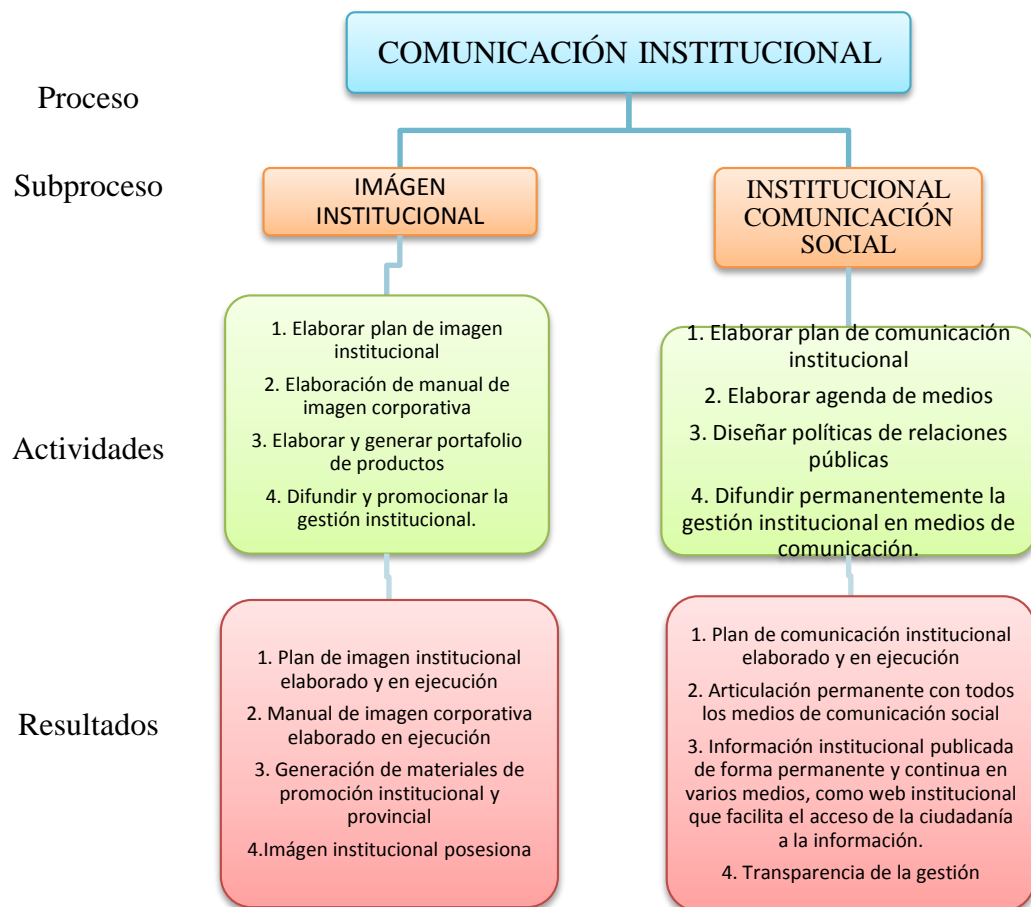 COMUNICACIÓN INSTITUCIONAL
Proceso
Subproceso
IMÁGEN
INSTITUCIONAL
INSTITUCIONAL
COMUNICACIÓN
SOCIAL
Actividades
1. Elaborar plan de imagen
institucional
2. Elaboración de manual de
imagen corporativa
3. Elaborar y generar portafolio
de productos
4. Difundir y promocionar la
gestión institucional.
1. Elaborar plan de comunicación
institucional
2. Elaborar agenda de medios
3. Diseñar políticas de relaciones
públicas
4. Difundir permanentemente la
gestión institucional en medios de
comunicación.
Resultados
1. Plan de imagen institucional
elaborado y en ejecución
2. Manual de imagen corporativa
elaborado en ejecución
3. Generación de materiales de
promoción institucional y
provincial
4.Imágen institucional posesiona
1. Plan de comunicación institucional
elaborado y en ejecución
2. Articulación permanente con todos
los medios de comunicación social
3. Información institucional publicada
de forma permanente y continua en
varios medios, como web institucional
que facilita el acceso de la ciudadanía
a la información.
4. Transparencia de la gestión